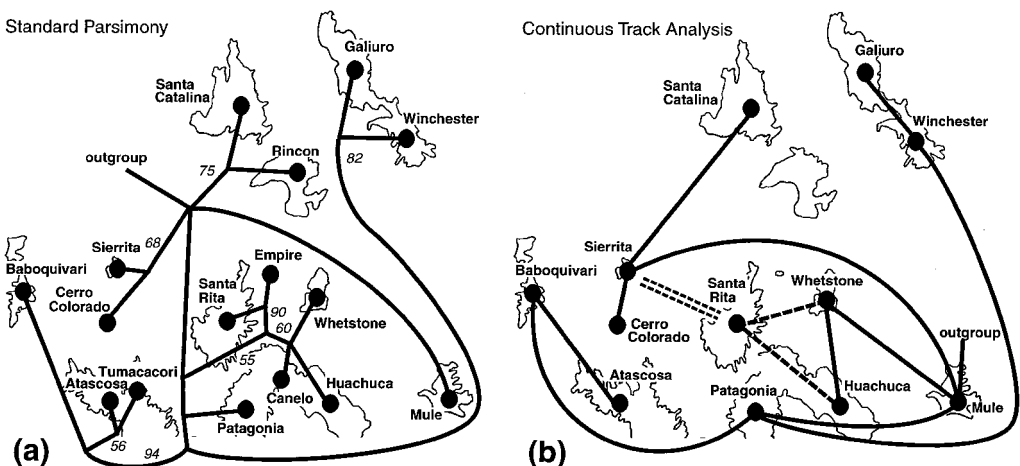 Standard Parsimony
Galiuro
Santa
Catalina
Winchester
Rincon
82
75
outgroup
68
Sierrita
Empire
Baboquivari
Santa
Rita
Cerro
Colorado
90
60
Whetstone
55
Tumacacori
Atascosa
Canelo
Huachuca
Mule
Patagonia
56
94
(a)
Continuous Track Analysis
Galiuro
Santa
Catalina
Winchester
Sierrita
Baboquivari
Santa
Rita
Whetstone
Cerro
Colorado
outgroup
Atascosa
Patagonia
Huachuca
Mule
(b)